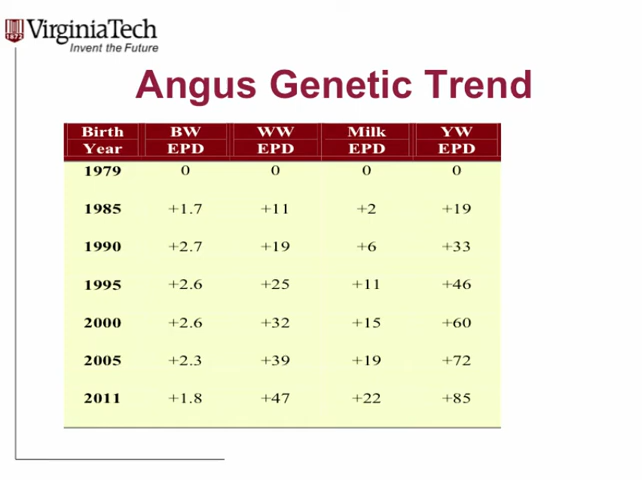 VirginiaTech
1872
Invent the Future
Angus Genetic Trend
Birth Year BW EPD WW EPD Milk EPD YW EPD
1979 0 0 0 0
1985 +1.7 +11 +2 +19
1990 +2.7 +19 +6 +33
1995 +2.6 +25 +11 +46
2000 +2.6 +32 +15 +60
2005 +2.3 +39 +19 +72
2011 +1.8 +47 +22 +85